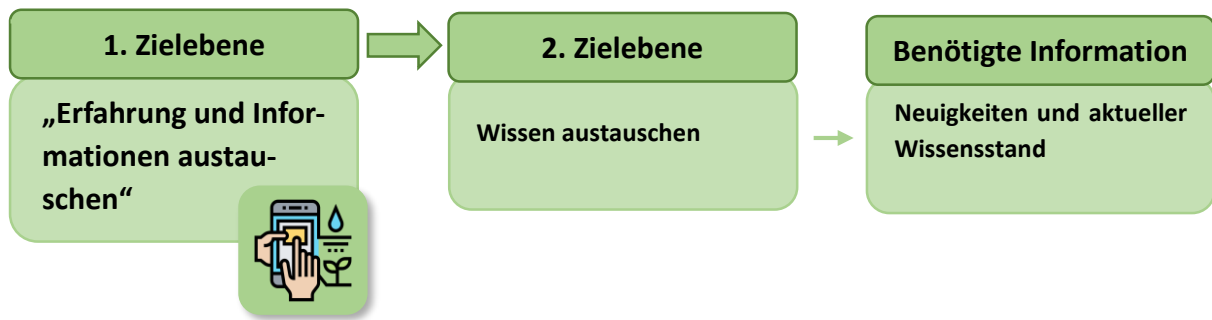 1. Zielebene
„Erfahrung und Infor-
mationen austau-
schen“
2. Zielebene
Wissen austauschen
Benötigte Information
Neuigkeiten und aktueller
Wissensstand